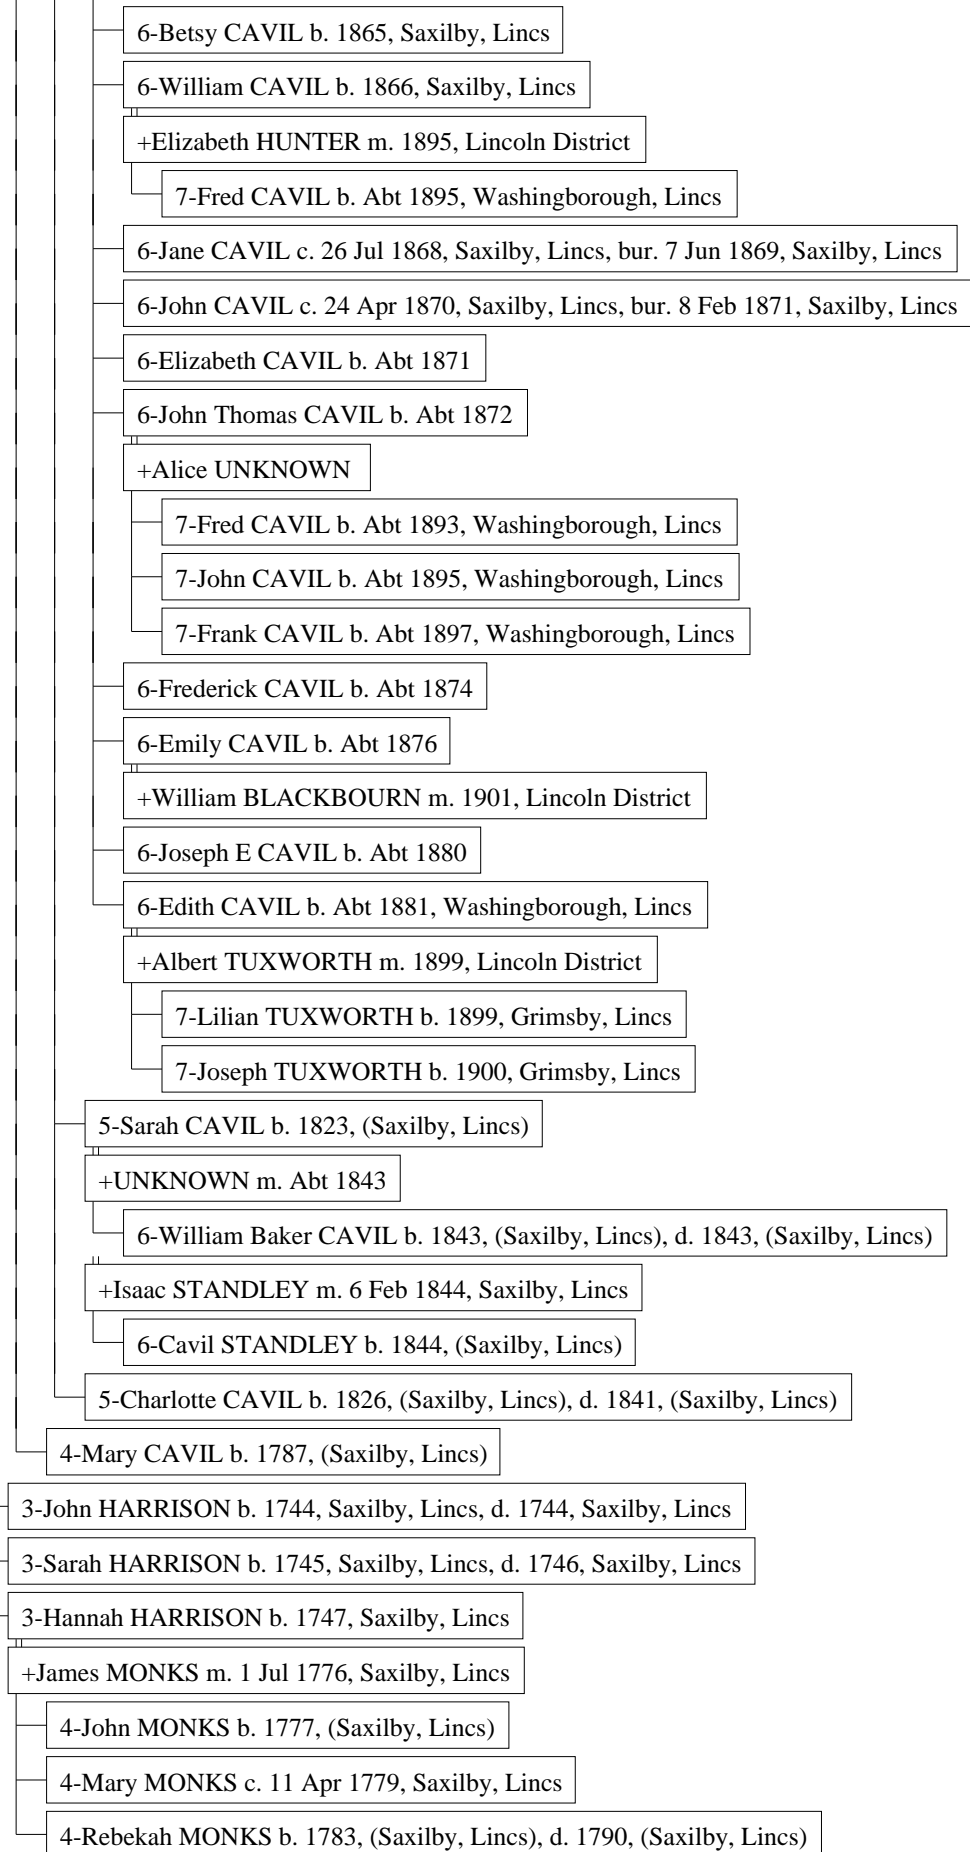 6-Betsy CAVIL b. 1865, Saxilby, Lincs
6-William CAVIL b. 1866, Saxilby, Lincs
+Elizabeth HUNTER m. 1895, Lincoln District
7-Fred CAVIL b. Abt 1895, Washingborough, Lincs
6-Jane CAVIL c. 26 Jul 1868, Saxilby, Lincs, bur. 7 Jun 1869, Saxilby, Lincs
6-John CAVIL c. 24 Apr 1870, Saxilby, Lincs, bur. 8 Feb 1871, Saxilby, Lincs
6-Elizabeth CAVIL b. Abt 1871
6-John Thomas CAVIL b. Abt 1872
+Alice UNKNOWN
7-Fred CAVIL b. Abt 1893, Washingborough, Lincs
7-John CAVIL b. Abt 1895, Washingborough, Lincs
7-Frank CAVIL b. Abt 1897, Washingborough, Lincs
6-Frederick CAVIL b. Abt 1874
6-Emily CAVIL b. Abt 1876
+William BLACKBOURN m. 1901, Lincoln District
6-Joseph E CAVIL b. Abt 1880
6-Edith CAVIL b. Abt 1881, Washingborough, Lincs
+Albert TUXWORTH m. 1899, Lincoln District
7-Lilian TUXWORTH b. 1899, Grimsby, Lincs
7-Joseph TUXWORTH b. 1900, Grimsby, Lincs
5-Sarah CAVIL b. 1823, (Saxilby, Lincs)
+UNKNOWN m. Abt 1843
6-William Baker CAVIL b. 1843, (Saxilby, Lincs), d. 1843, (Saxilby, Lincs)
+Isaac STANDLEY m. 6 Feb 1844, Saxilby, Lincs
6-Cavil STANDLEY b. 1844, (Saxilby, Lincs)
5-Charlotte CAVIL b. 1826, (Saxilby, Lincs), d. 1841, (Saxilby, Lincs)
4-Mary CAVIL b. 1787, (Saxilby, Lincs)
3-John HARRISON b. 1744, Saxilby, Lincs, d. 1744, Saxilby, Lincs
3-Sarah HARRISON b. 1745, Saxilby, Lincs, d. 1746, Saxilby, Lincs
3-Hannah HARRISON b. 1747, Saxilby, Lincs
+James MONKS m. 1 Jul 1776, Saxilby, Lincs
4-John MONKS b. 1777, (Saxilby, Lincs)
4-Mary MONKS c. 11 Apr 1779, Saxilby, Lincs
4-Rebekah MONKS b. 1783, (Saxilby, Lincs), d. 1790, (Saxilby, Lincs)